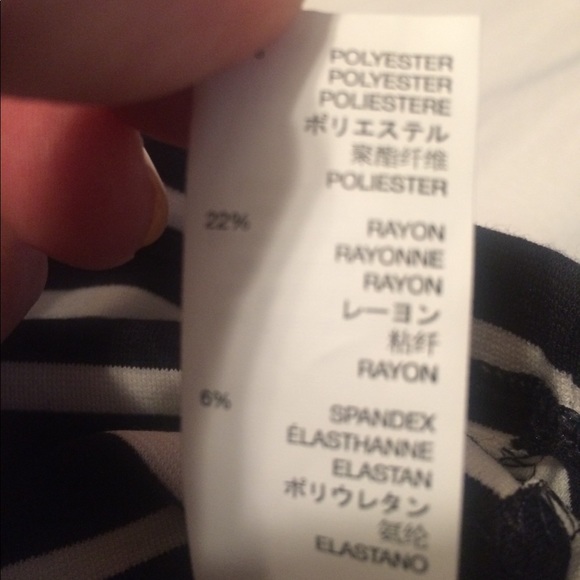 POLYESTER
POLYESTER
POLIESTERE
ポリエステル
聚酯纤维
POLIESTER
22% RAYON
RAYONNE
RAYON
レーヨン
粘纤
RAYON
6% SPANDEX
ÉLASTHANNE
ELASTAN
ポリウレタン
氨纶
ELASTANO